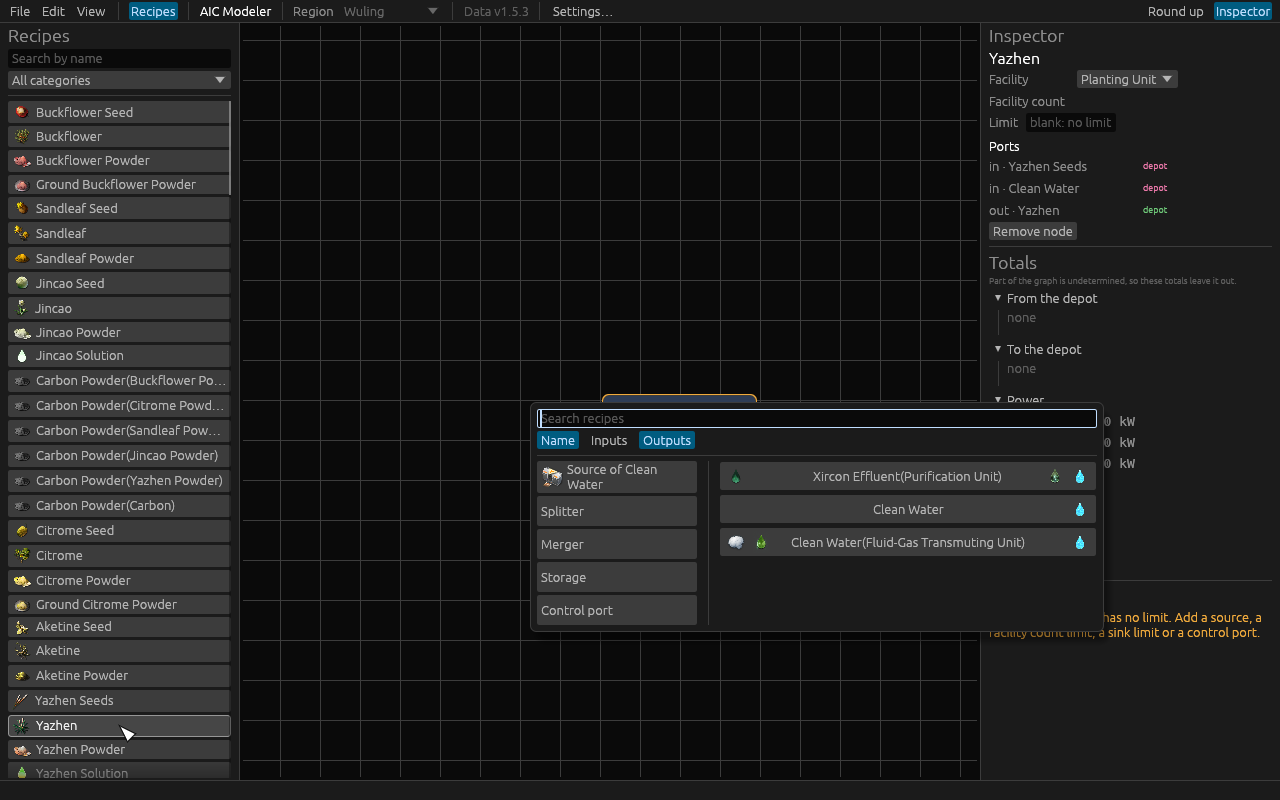 File Edit View Recipes AIC Modeler Region Wuling Data v1.5.3 Settings… Round up Inspector
Recipes
Search by name
All categories
Buckflower Seed
Buckflower
Buckflower Powder
Ground Buckflower Powder
Sandleaf Seed
Sandleaf
Sandleaf Powder
Jincao Seed
Jincao
Jincao Powder
Jincao Solution
Carbon Powder(Buckflower Po…
Carbon Powder(Citrome Powd…
Carbon Powder(Sandleaf Pow…
Carbon Powder(Jincao Powder)
Carbon Powder(Yazhen Powder)
Carbon Powder(Carbon)
Citrome Seed
Citrome
Citrome Powder
Ground Citrome Powder
Aketine Seed
Aketine
Aketine Powder
Yazhen Seeds
Yazhen
Yazhen Powder
Yazhen Solution
Search recipes
Name Inputs Outputs
Source of Clean
Water
Splitter
Merger
Storage
Control port
Xircon Effluent(Purification Unit)
Clean Water
Clean Water(Fluid-Gas Transmuting Unit)
Inspector
Yazhen
Facility Planting Unit
Facility count
Limit blank: no limit
Ports
in · Yazhen Seeds depot
in · Clean Water depot
out · Yazhen depot
Remove node
Totals
Part of the graph is undetermined, so these totals leave it out.
From the depot
none
To the depot
none
Power
0 kW
0 kW
0 kW
has no limit. Add a source, a
facility count limit, a sink limit or a control port.